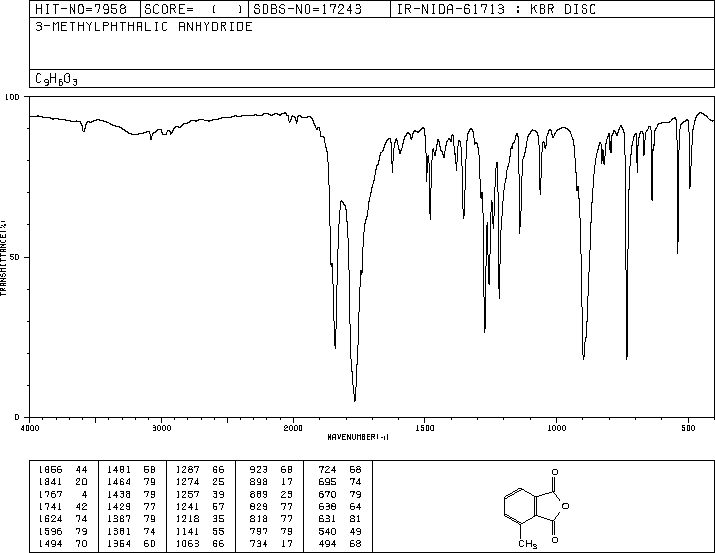 HIT-NO=7958 SCORE= ( ) SDBS-NO=17243 IR-NIDA-61713 : KBR DISC
3-METHYLPHTHALIC ANHYDRIDE
C9H6O3
100
50
0
TRANSMITTANCE(%)
4000 3000 2000 1500 1000 500
WAVENUMBER(-1)
1866 44 1481 58 1287 66 923 68 724 58
1841 20 1464 79 1274 25 898 17 695 74
1767 4 1438 79 1257 39 889 29 670 79
1741 42 1429 77 1241 67 829 77 638 64
1624 74 1387 79 1218 35 818 77 631 81
1596 79 1381 74 1141 55 797 79 540 49
1494 70 1354 60 1063 66 734 17 494 68
O
O
O
CH3